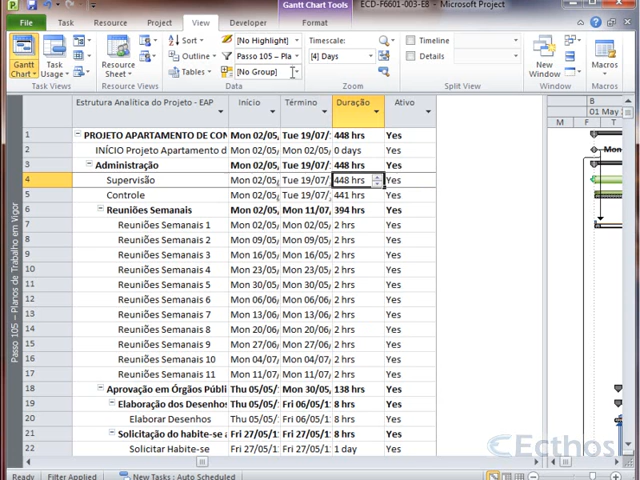 Gantt Chart Tools
ECD-F6601-003-E8 - Microsoft Project
File Task Resource Project View Developer Format
Gantt Chart
Task Usage
Resource Sheet
Sort
Outline
Tables
[No Highlight]
Passo 105 – Pla
[No Group]
Timescale:
[4] Days
Timeline
Details
New Window
Macros
Task Views Resource Views Data Zoom Split View Window Macros
Estrutura Analítica do Projeto - EAP Início Término Duração Ativo
B
01 May
M F T
1 PROJETO APARTAMENTO DE CON Mon 02/05, Tue 19/07/ 448 hrs Yes
2 INÍCIO Projeto Apartamento d Mon 02/05, Mon 02/05, 0 days Yes
3 Administração Mon 02/05, Tue 19/07/ 448 hrs Yes
4 Supervisão Mon 02/05, Tue 19/07/ 448 hrs Yes
5 Controle Mon 02/05, Tue 19/07/ 441 hrs Yes
6 Reuniões Semanais Mon 02/05, Mon 11/07, 394 hrs Yes
7 Reuniões Semanais 1 Mon 02/05, Mon 02/05, 2 hrs Yes
8 Reuniões Semanais 2 Mon 09/05, Mon 09/05, 2 hrs Yes
9 Reuniões Semanais 3 Mon 16/05, Mon 16/05, 2 hrs Yes
10 Reuniões Semanais 4 Mon 23/05, Mon 23/05, 2 hrs Yes
11 Reuniões Semanais 5 Mon 30/05, Mon 30/05, 2 hrs Yes
12 Reuniões Semanais 6 Mon 06/06, Mon 06/06, 2 hrs Yes
13 Reuniões Semanais 7 Mon 13/06, Mon 13/06, 2 hrs Yes
14 Reuniões Semanais 8 Mon 20/06, Mon 20/06, 2 hrs Yes
15 Reuniões Semanais 9 Mon 27/06, Mon 27/06, 2 hrs Yes
16 Reuniões Semanais 10 Mon 04/07, Mon 04/07, 2 hrs Yes
17 Reuniões Semanais 11 Mon 11/07, Mon 11/07, 2 hrs Yes
18 Aprovação em Órgãos Públi Thu 05/05/ Mon 30/05, 138 hrs Yes
19 Elaboração dos Desenhos Thu 05/05/ Fri 06/05/1 8 hrs Yes
20 Elaborar Desenhos Thu 05/05/ Fri 06/05/1 8 hrs Yes
21 Solicitação do habite-se a Fri 27/05/1 Mon 30/05, 8 hrs Yes
22 Solicitar Habite-se Fri 27/05/1 Mon 30/05, 1 day Yes
Passo 105 – Planos de Trabalho em Vigor
Mon
Ecthos
Ready Filter Applied New Tasks : Auto Scheduled